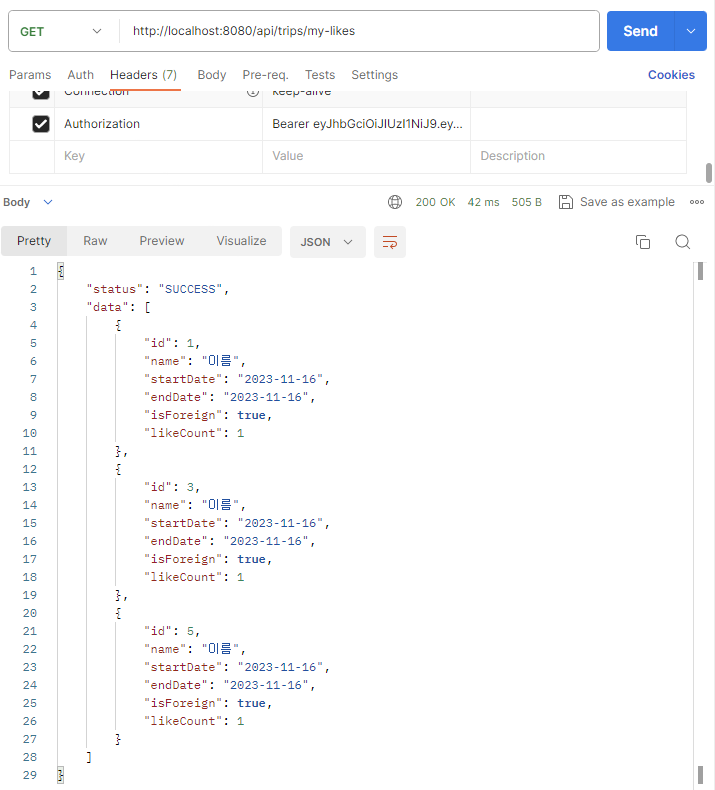 GET http://localhost:8080/api/trips/my-likes Send
Params Auth Headers (7) Body Pre-req. Tests Settings Cookies
Connection keep-alive
Authorization Bearer eyJhbGciOiJIUzI1NiJ9.ey...
Key Value Description
Body 200 OK 42 ms 505 B Save as example
Pretty Raw Preview Visualize JSON
1 {
2 "status": "SUCCESS",
3 "data": [
4 {
5 "id": 1,
6 "name": "이름",
7 "startDate": "2023-11-16",
8 "endDate": "2023-11-16",
9 "isForeign": true,
10 "likeCount": 1
11 },
12 {
13 "id": 3,
14 "name": "이름",
15 "startDate": "2023-11-16",
16 "endDate": "2023-11-16",
17 "isForeign": true,
18 "likeCount": 1
19 },
20 {
21 "id": 5,
22 "name": "이름",
23 "startDate": "2023-11-16",
24 "endDate": "2023-11-16",
25 "isForeign": true,
26 "likeCount": 1
27 }
28 ]
29 }